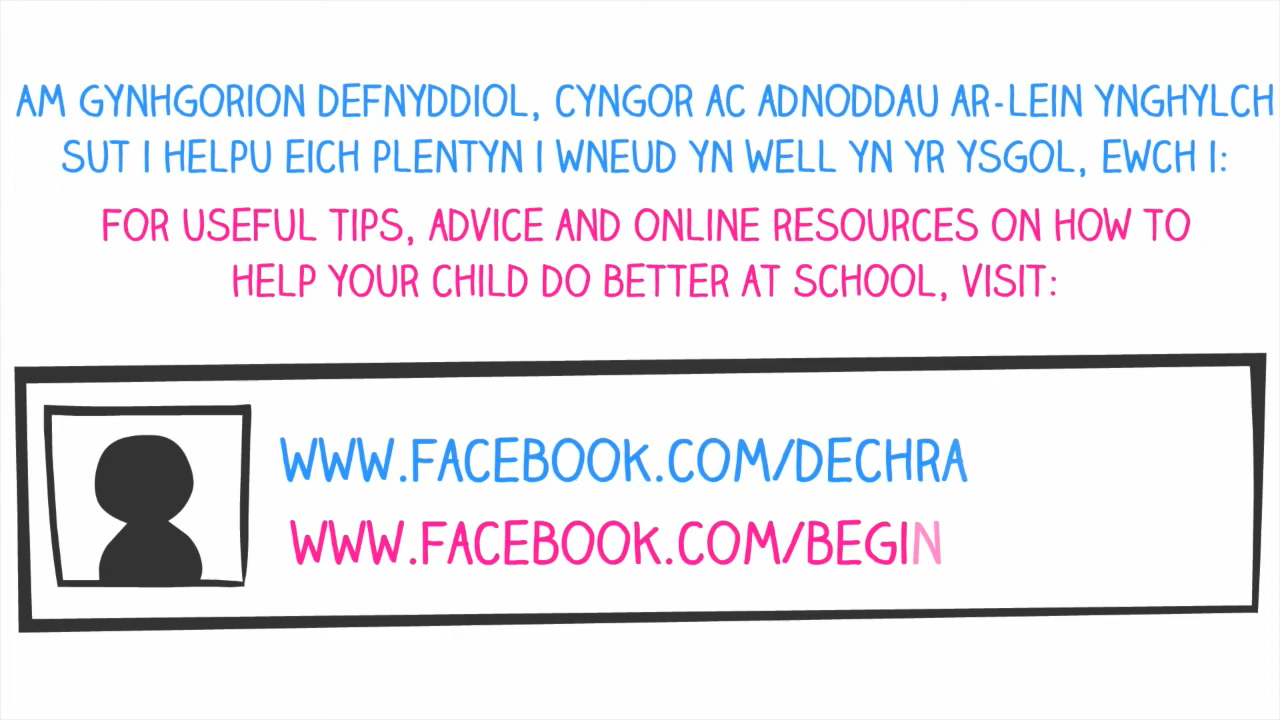 AM GYNHGORION DEFNYDDIOL, CYNGOR AC ADNODDAU AR-LEIN YNGHYLCH
SUT I HELPU EICH PLENTYN I WNEUD YN WELL YN YR YSGOL, EWCH I:
FOR USEFUL TIPS, ADVICE AND ONLINE RESOURCES ON HOW TO
HELP YOUR CHILD DO BETTER AT SCHOOL, VISIT:
WWW.FACEBOOK.COM/DECHRA
WWW.FACEBOOK.COM/BEGIN